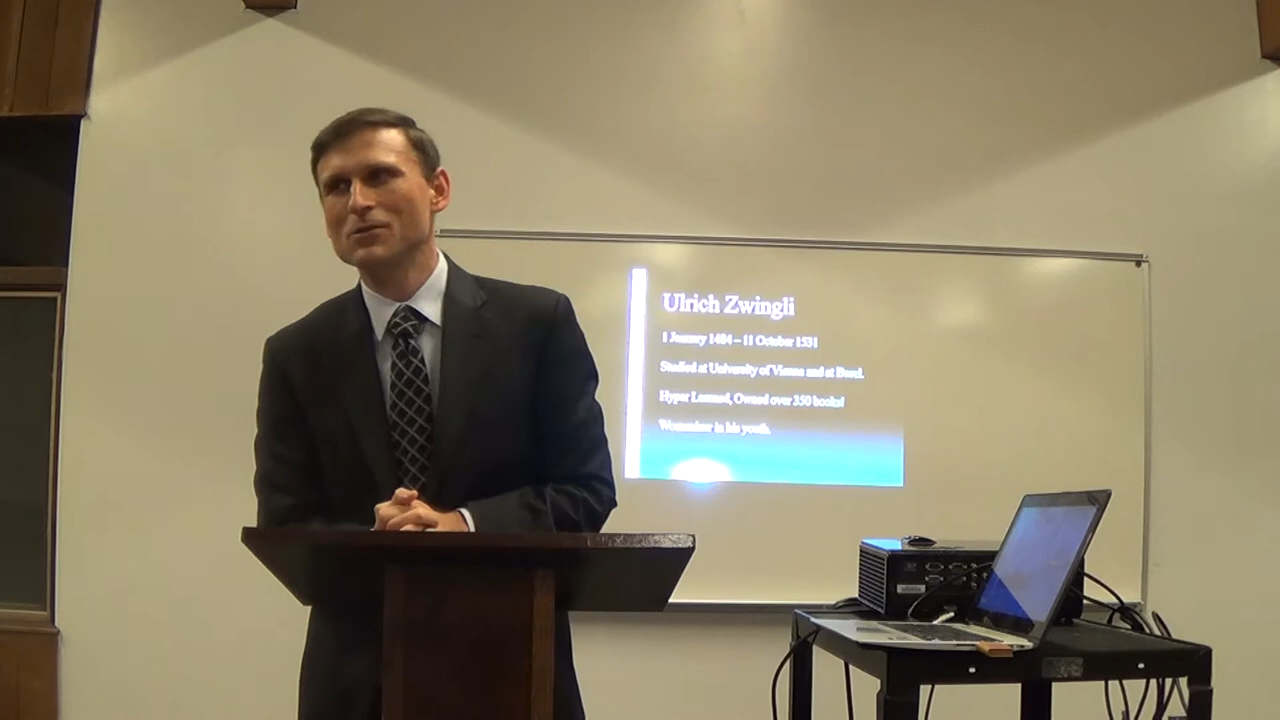 Ulrich Zwingli
1 January 1484 – 11 October 1531
Studied at University of Vienna and at Basel.
Hyper Learned, Owned over 350 books!
Womanizer in his youth.